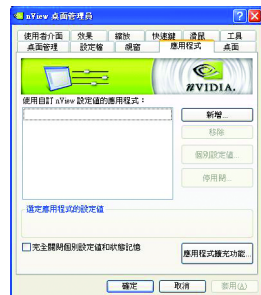 nView 桌面管理員
使用者介面 效果 縮放 快速鍵 滑鼠 工具
桌面管理 設定檔 視窗 應用程式 桌面
NVIDIA.
使用自訂 nView 設定值的應用程式：
新增...
移除
個別設定值...
停用關...
選定應用程式的設定值
完全關閉個別設定值和狀態記憶
應用程式擴充功能...
確定 取消 套用(A)